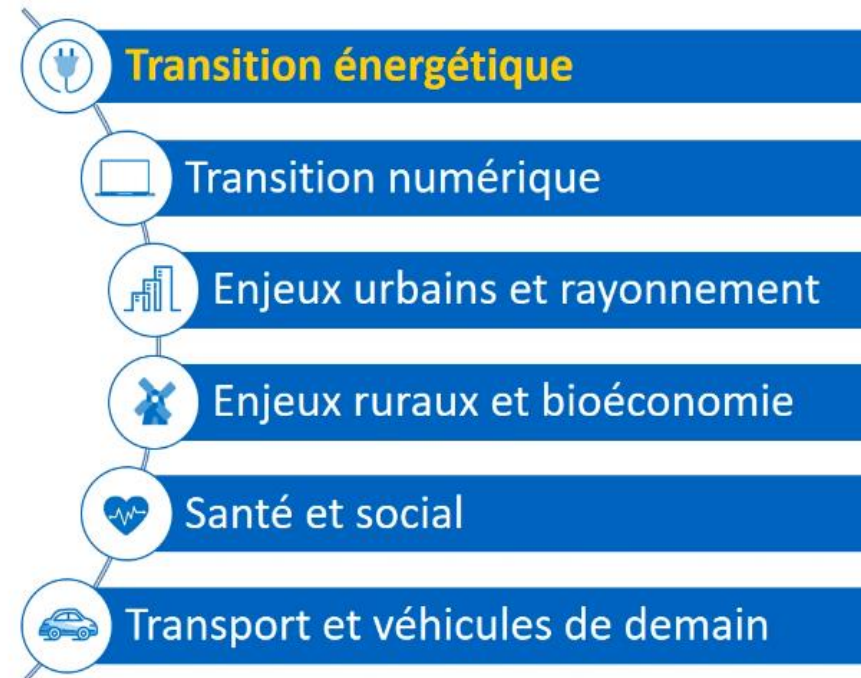 Transition énergétique
Transition numérique
Enjeux urbains et rayonnement
Enjeux ruraux et bioéconomie
Santé et social
Transport et véhicules de demain